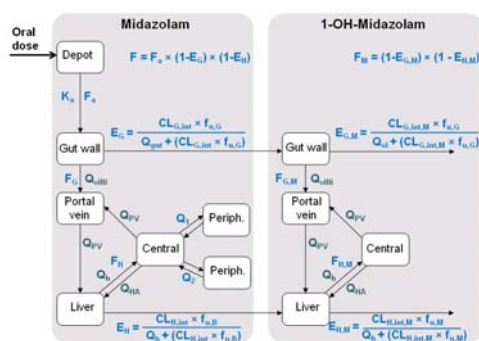 Midazolam
1-OH-Midazolam
Oral
dose
Depot
F = Fa × (1-EG) × (1-EH)
FM = (1-EG,M) × (1 - EH,M)
Ka Fa
EG = CLG,int × fu,G
Qgut + (CLG,int × fu,G)
EG,M = CLG,int,M × fu,G
Qvi + (CLG,int,M × fu,G)
Gut wall
Gut wall
FG Qvilli
FG,M Qvilli
Portal
vein
QPV
Q1
Periph.
Portal
vein
QPV
Central
Central
QPV
Qh
FH
Q2
Periph.
QPV
Qh
FH,M
QHA
QHA
Liver
Liver
EH = CLH,int × fu,B
Qh + (CLH,int × fu,B)
EH,M = CLH,int,M × fu,M
Qh + (CLH,int,M × fu,M)